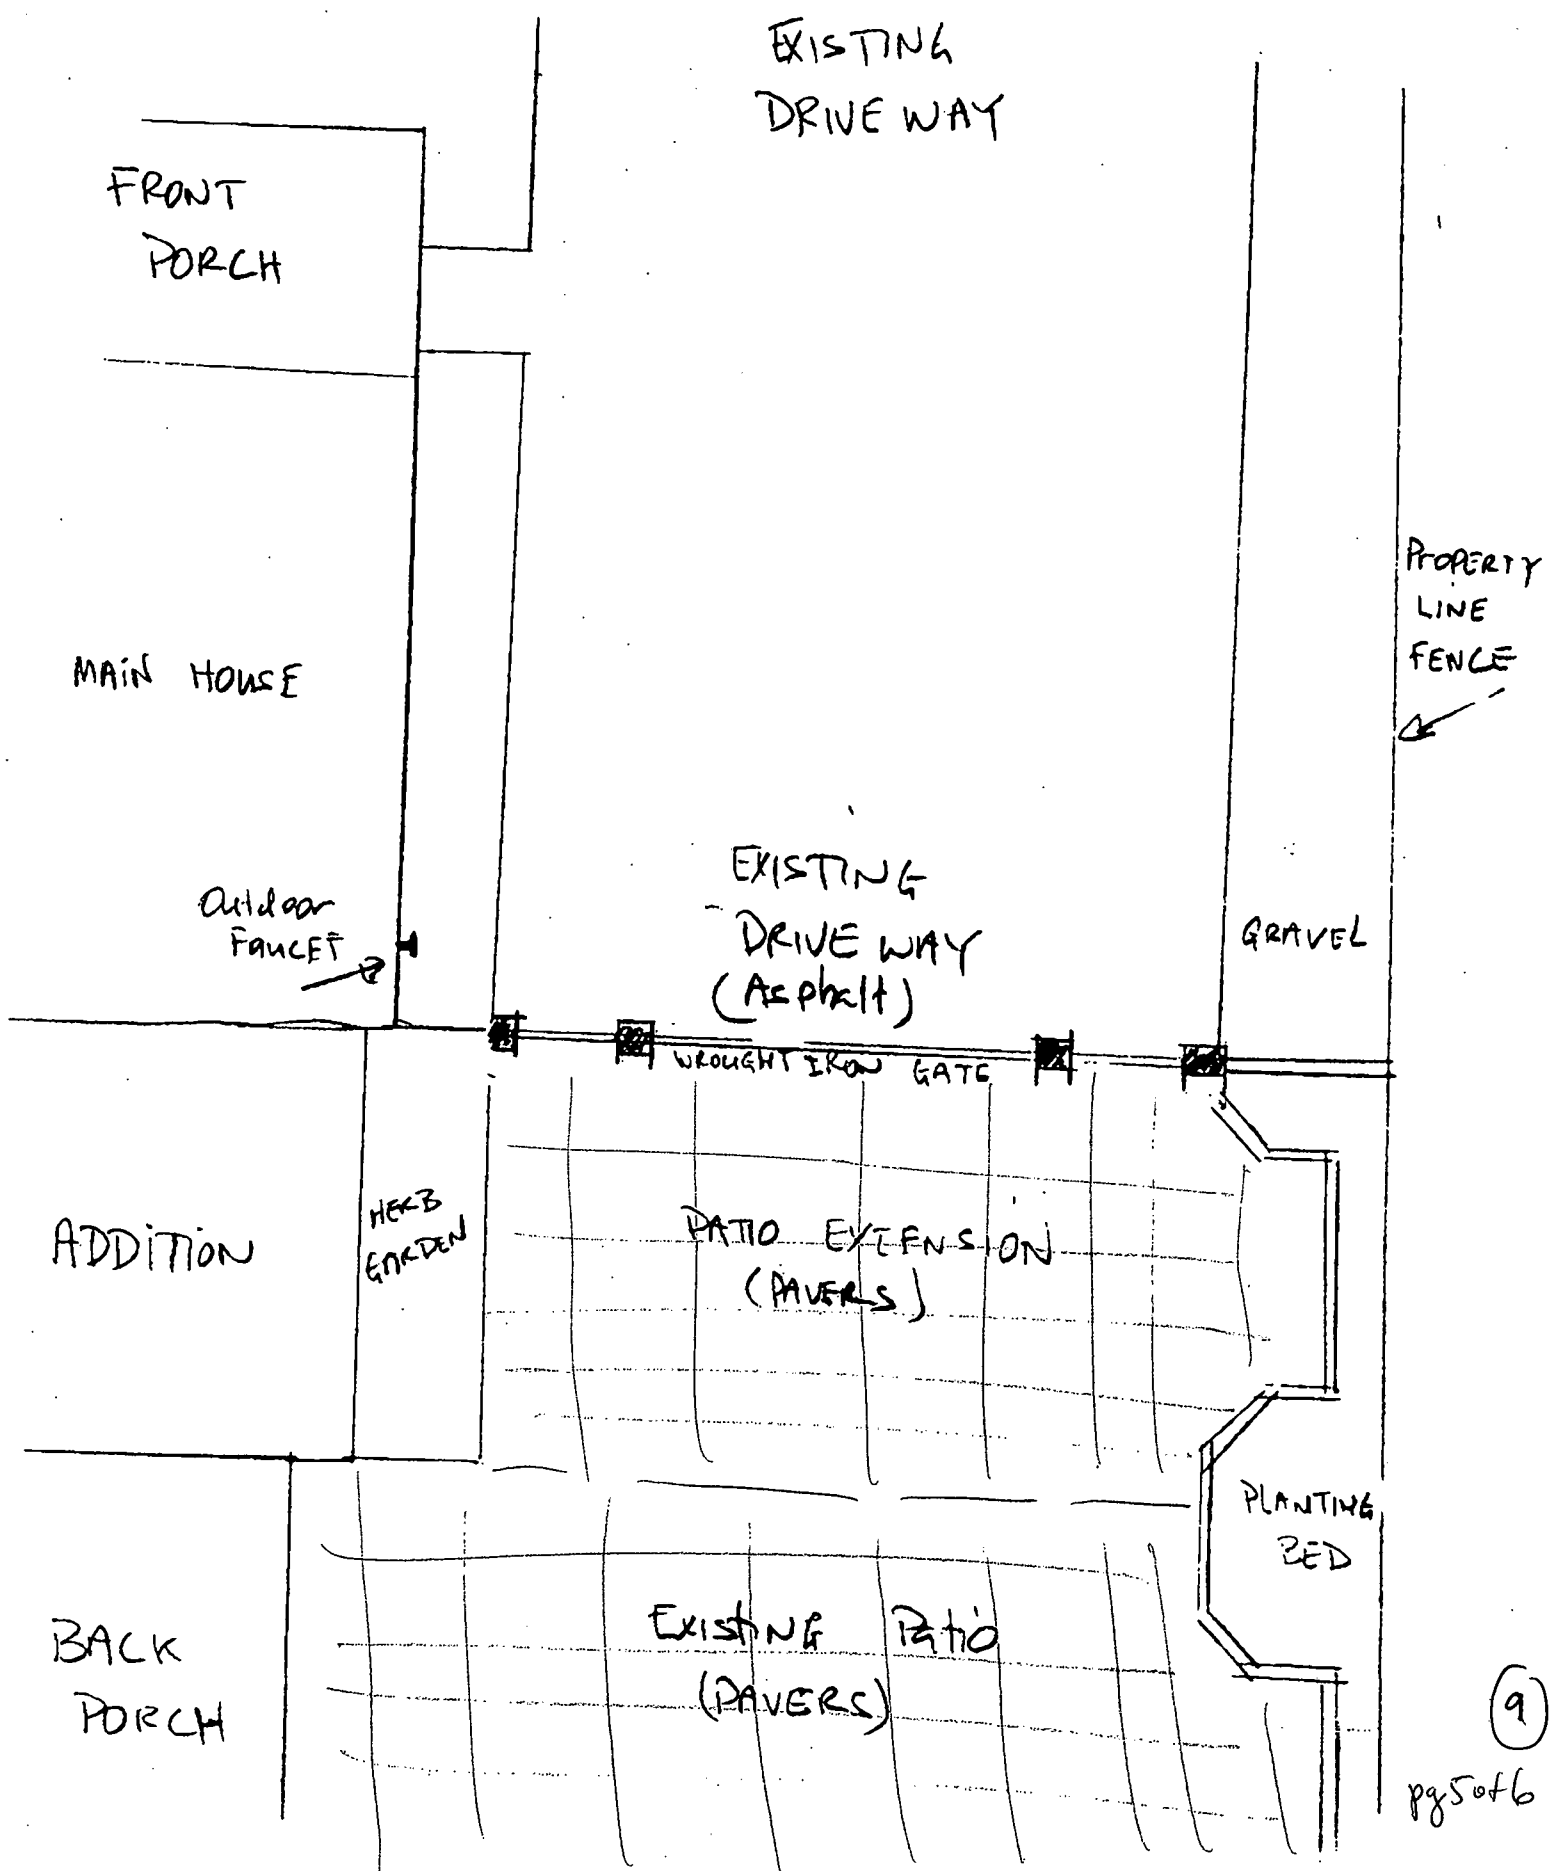 EXISTING
DRIVE WAY
FRONT
PORCH
PROPERTY
LINE
FENCE
MAIN HOUSE
EXISTING
DRIVE WAY
(Asphalt)
Outdoor
FAUCET
GRAVEL
WROUGHT IRON GATE
HERB
GARDEN
ADDITION
PATIO EXTENSION
(PAVERS)
PLANTING
BED
BACK
PORCH
EXISTING Patio
(PAVERS)
9
pg 5 of 6